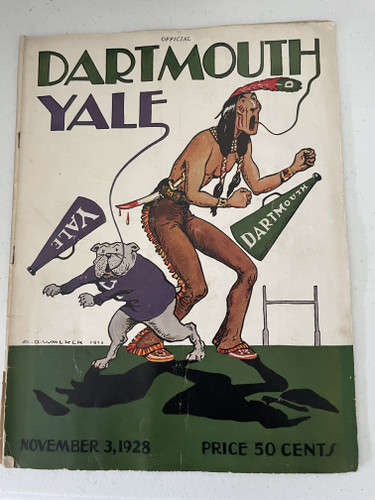 OFFICIAL
DARTMOUTH
YALE
YALE
DARTMOUTH
NOVEMBER 3, 1928
PRICE 50 CENTS